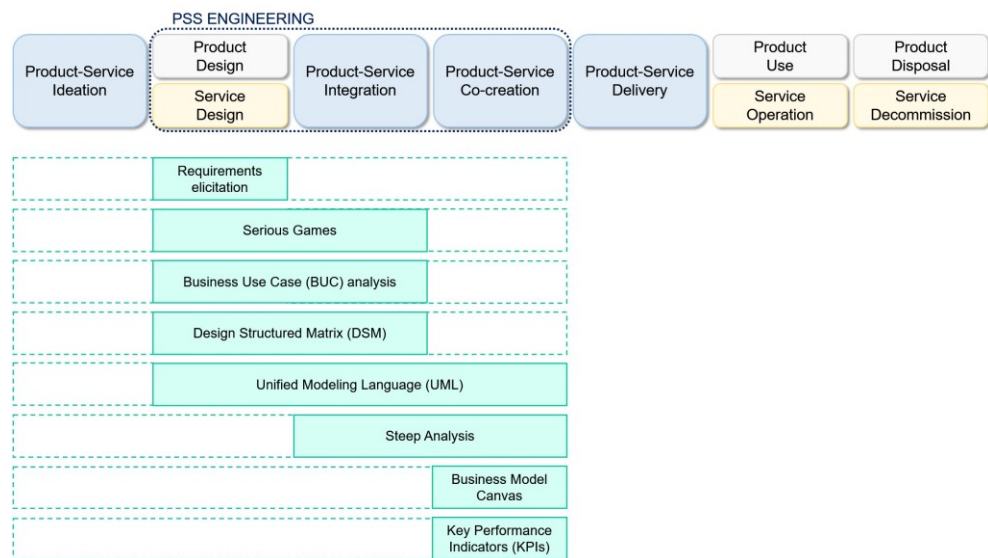 PSS ENGINEERING
Product-Service
Ideation
Product
Design
Service
Design
Product-Service
Integration
Product-Service
Co-creation
Product-Service
Delivery
Product
Use
Service
Operation
Product
Disposal
Service
Decommission
Requirements
elicitation
Serious Games
Business Use Case (BUC) analysis
Design Structured Matrix (DSM)
Unified Modeling Language (UML)
Steep Analysis
Business Model
Canvas
Key Performance
Indicators (KPIs)